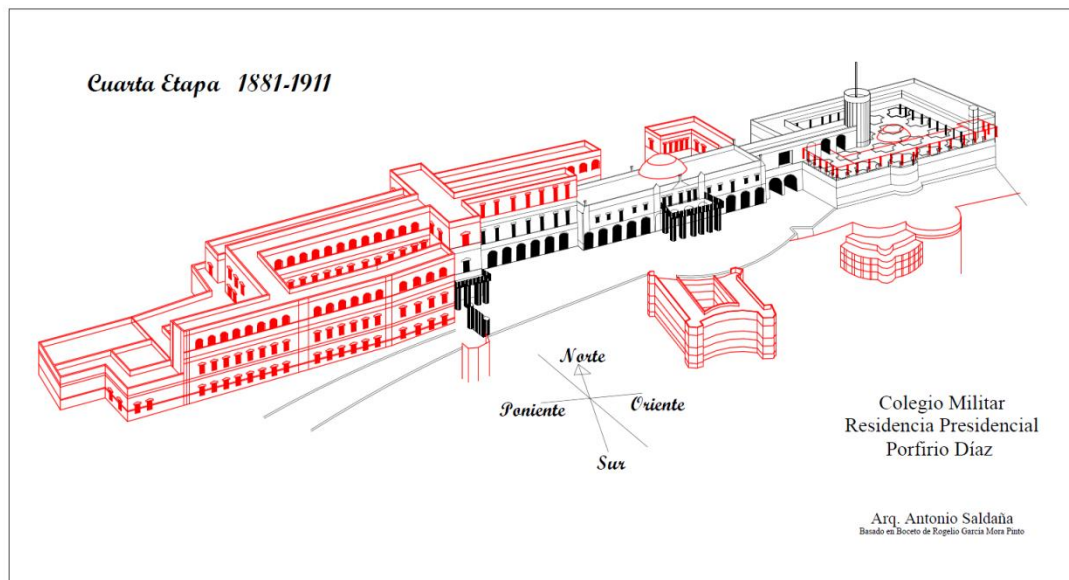 Cuarta Etapa 1881-1911
Norte
Poniente
Oriente
Sur
Colegio Militar
Residencia Presidencial
Porfirio Díaz
Arq. Antonio Saldaña
Basado en Boceto de Rogelio Garcia Mora Pinto